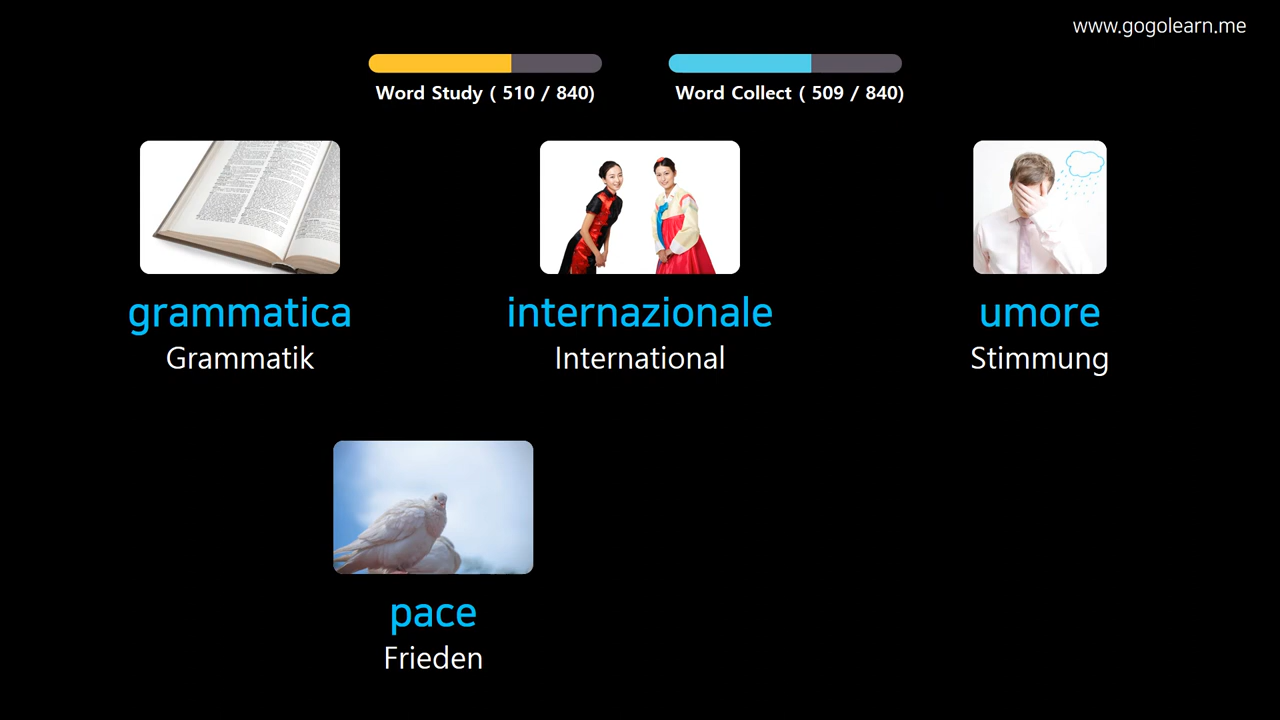 www.gogolearn.me
Word Study ( 510 / 840)
Word Collect ( 509 / 840)
grammatica
Grammatik
internazionale
International
umore
Stimmung
pace
Frieden